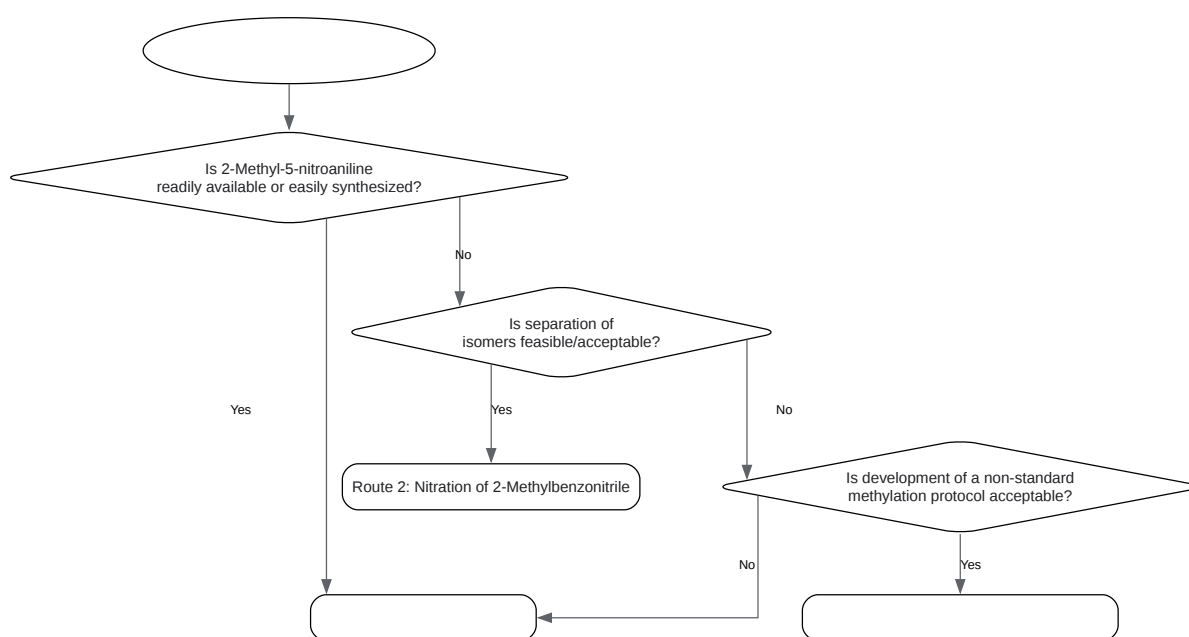 Is 2-Methyl-5-nitroaniline
readily available or easily synthesized?
No
Is separation of
isomers feasible/acceptable?
Yes
Yes
No
Is development of a non-standard
methylation protocol acceptable?
Route 2: Nitration of 2-Methylbenzonitrile
No
Yes